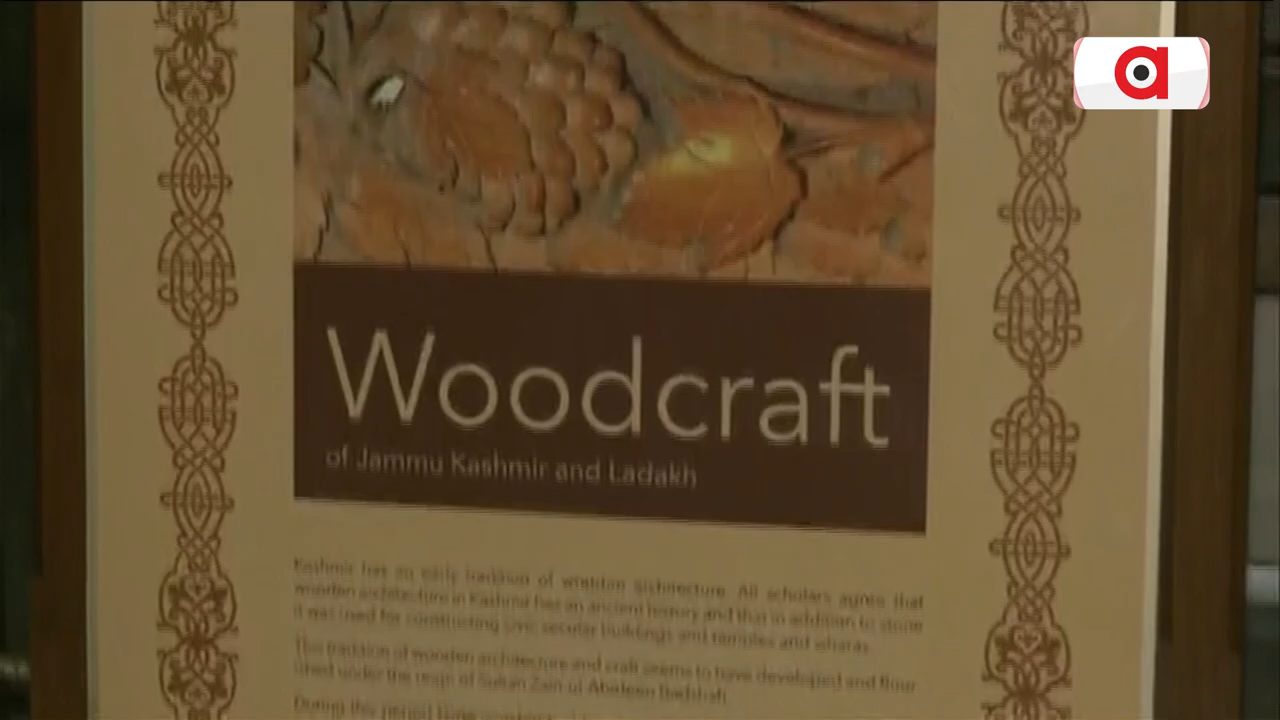 a
Woodcraft
of Jammu Kashmir and Ladakh
Kashmir has an early tradition of wooden architecture. All scholars agree that
wooden architecture in Kashmir has an ancient history and that in addition to stone
it was used for constructing civic secular buildings and temples and viharas.
This tradition of wooden architecture and craft seems to have developed and flour
ished under the reign of Sultan Zain ul Abideen Badshah.
During this period